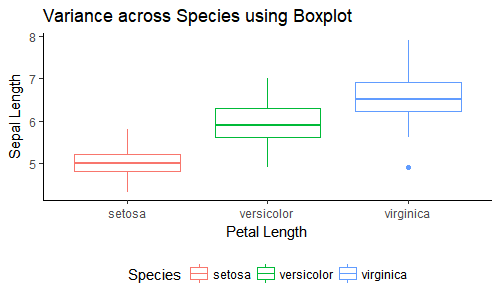 Variance across Species using Boxplot
8
7
6
5
Sepal Length
setosa versicolor virginica
Petal Length
Species setosa versicolor virginica